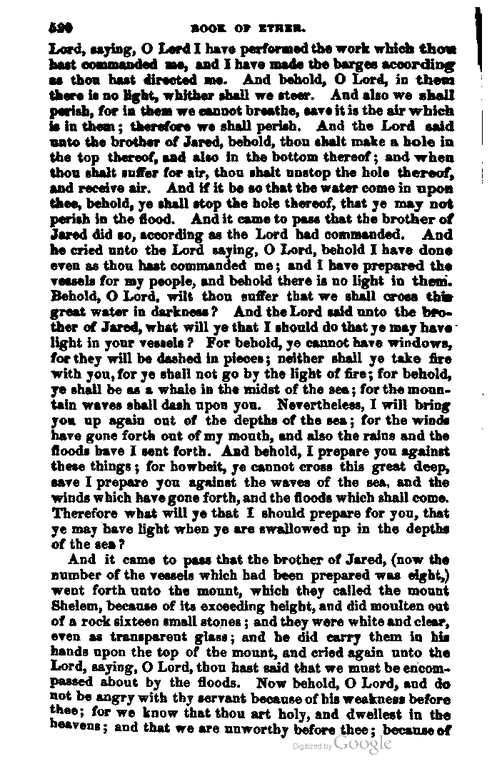 520 BOOK OF ETHER.
Lord, saying, O Lord I have performed the work which thou
hast commanded me, and I have made the barges according
as thou hast directed me. And behold, O Lord, in them
there is no light, whither shall we steer. And also we shall
perish, for in them we cannot breathe, save it is the air which
is in them; therefore we shall perish. And the Lord said
unto the brother of Jared, behold, thou shalt make a hole in
the top thereof, and also in the bottom thereof; and when
thou shalt suffer for air, thou shalt unstop the hole thereof,
and receive air. And if it be so that the water come in upon
thee, behold, ye shall stop the hole thereof, that ye may not
perish in the flood. And it came to pass that the brother of
Jared did so, according as the Lord had commanded. And
he cried unto the Lord saying, O Lord, behold I have done
even as thou hast commanded me; and I have prepared the
vessels for my people, and behold there is no light in them.
Behold, O Lord, wilt thou suffer that we shall cross this
great water in darkness? And the Lord said unto the bro-
ther of Jared, what will ye that I should do that ye may have
light in your vessels? For behold, ye cannot have windows,
for they will be dashed in pieces; neither shall ye take fire
with you, for ye shall not go by the light of fire; for behold,
ye shall be as a whale in the midst of the sea; for the moun-
tain waves shall dash upon you. Nevertheless, I will bring
you up again out of the depths of the sea; for the winds
have gone forth out of my mouth, and also the rains and the
floods have I sent forth. And behold, I prepare you against
these things; for howbeit, ye cannot cross this great deep,
save I prepare you against the waves of the sea, and the
winds which have gone forth, and the floods which shall come.
Therefore what will ye that I should prepare for you, that
ye may have light when ye are swallowed up in the depths
of the sea?
And it came to pass that the brother of Jared, (now the
number of the vessels which had been prepared was eight,)
went forth unto the mount, which they called the mount
Shelem, because of its exceeding height, and did moulten out
of a rock sixteen small stones; and they were white and clear,
even as transparent glass; and he did carry them in his
hands upon the top of the mount, and cried again unto the
Lord, saying, O Lord, thou hast said that we must be encom-
passed about by the floods. Now behold, O Lord, and do
not be angry with thy servant because of his weakness before
thee; for we know that thou art holy, and dwellest in the
heavens; and that we are unworthy before thee; because of
Digitized by Google